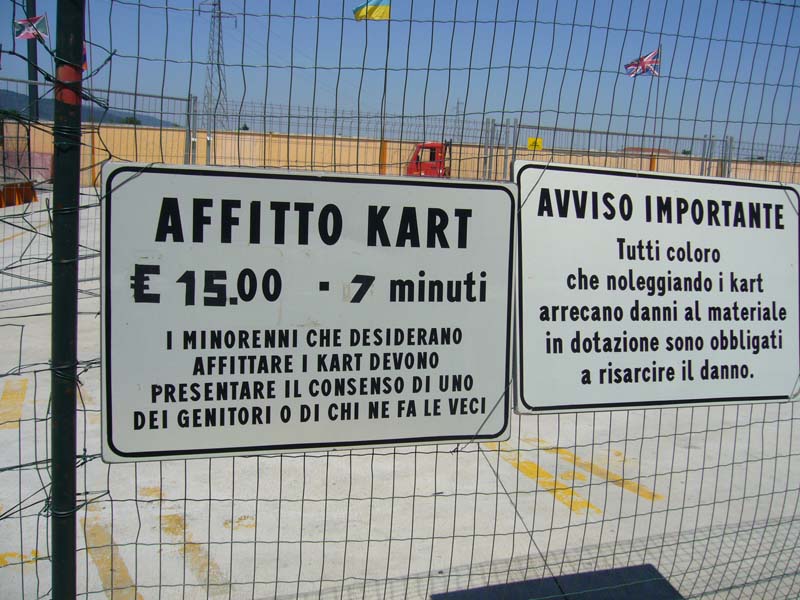 AFFITTO KART
€ 15.00 - 7 minuti
I MINORENNI CHE DESIDERANO
AFFITTARE I KART DEVONO
PRESENTARE IL CONSENSO DI UNO
DEI GENITORI O DI CHI NE FA LE VECI
AVVISO IMPORTANTE
Tutti coloro
che noleggiando i kart
arrecano danni al materiale
in dotazione sono obbligati
a risarcire il danno.